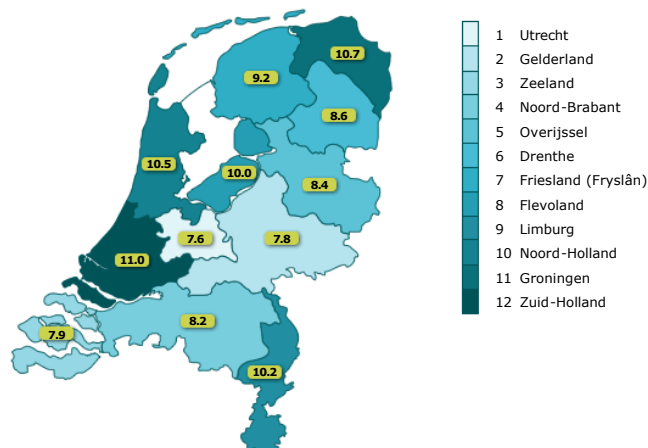 10.7
9.2
8.6
10.5
10.0
8.4
7.6
7.8
11.0
8.2
7.9
10.2
1 Utrecht
2 Gelderland
3 Zeeland
4 Noord-Brabant
5 Overijssel
6 Drenthe
7 Friesland (Fryslân)
8 Flevoland
9 Limburg
10 Noord-Holland
11 Groningen
12 Zuid-Holland